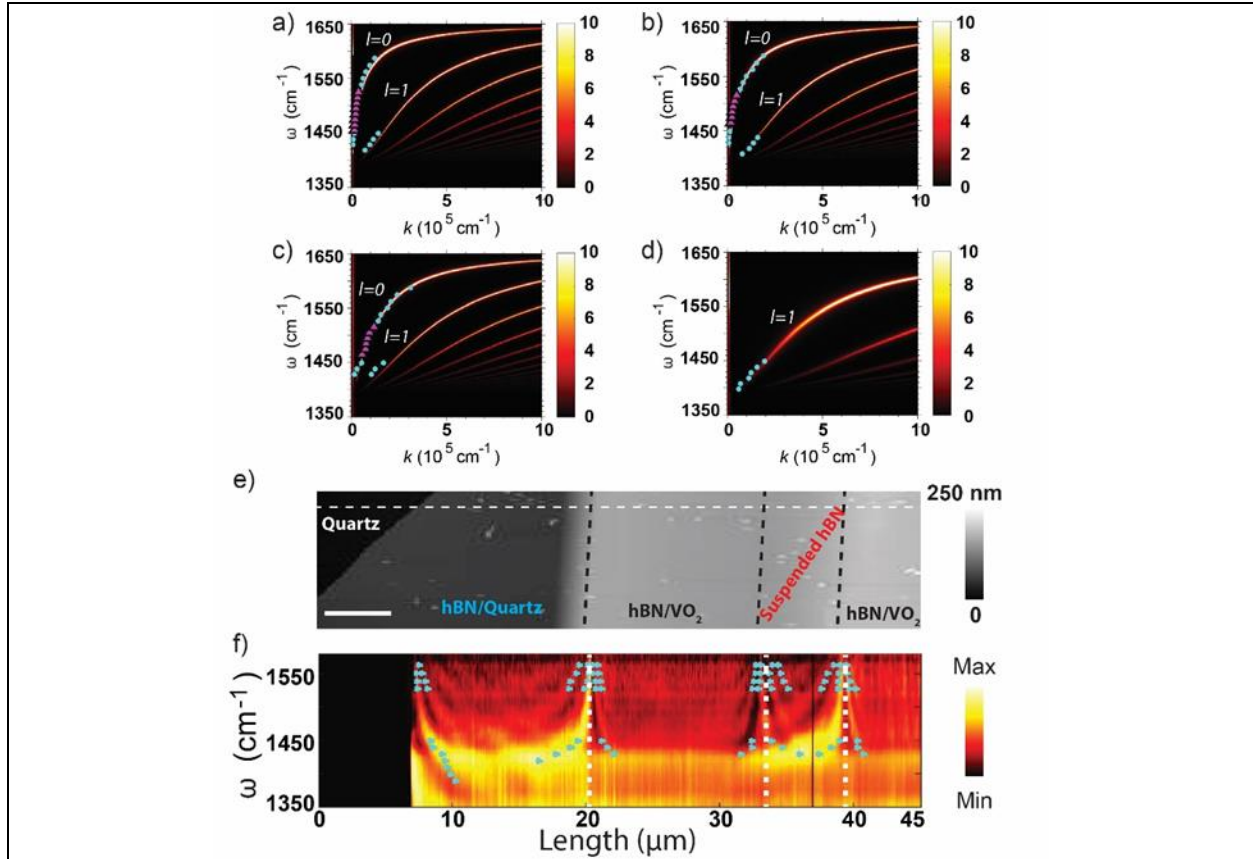 a)
1650
1550
1450
1350
ω (cm⁻¹)
l=0
l=1
0
5
10
k (10⁵ cm⁻¹)
10
8
6
4
2
0
b)
1650
1550
1450
1350
ω (cm⁻¹)
l=0
l=1
0
5
10
k (10⁵ cm⁻¹)
10
8
6
4
2
0
c)
1650
1550
1450
1350
ω (cm⁻¹)
l=0
l=1
0
5
10
k (10⁵ cm⁻¹)
10
8
6
4
2
0
d)
1650
1550
1450
1350
ω (cm⁻¹)
l=1
0
5
10
k (10⁵ cm⁻¹)
10
8
6
4
2
0
e)
Quartz
hBN/Quartz
hBN/VO₂
Suspended hBN
hBN/VO₂
250 nm
0
f)
1550
1450
1350
ω (cm⁻¹)
0
10
20
30
40
45
Length (μm)
Max
Min